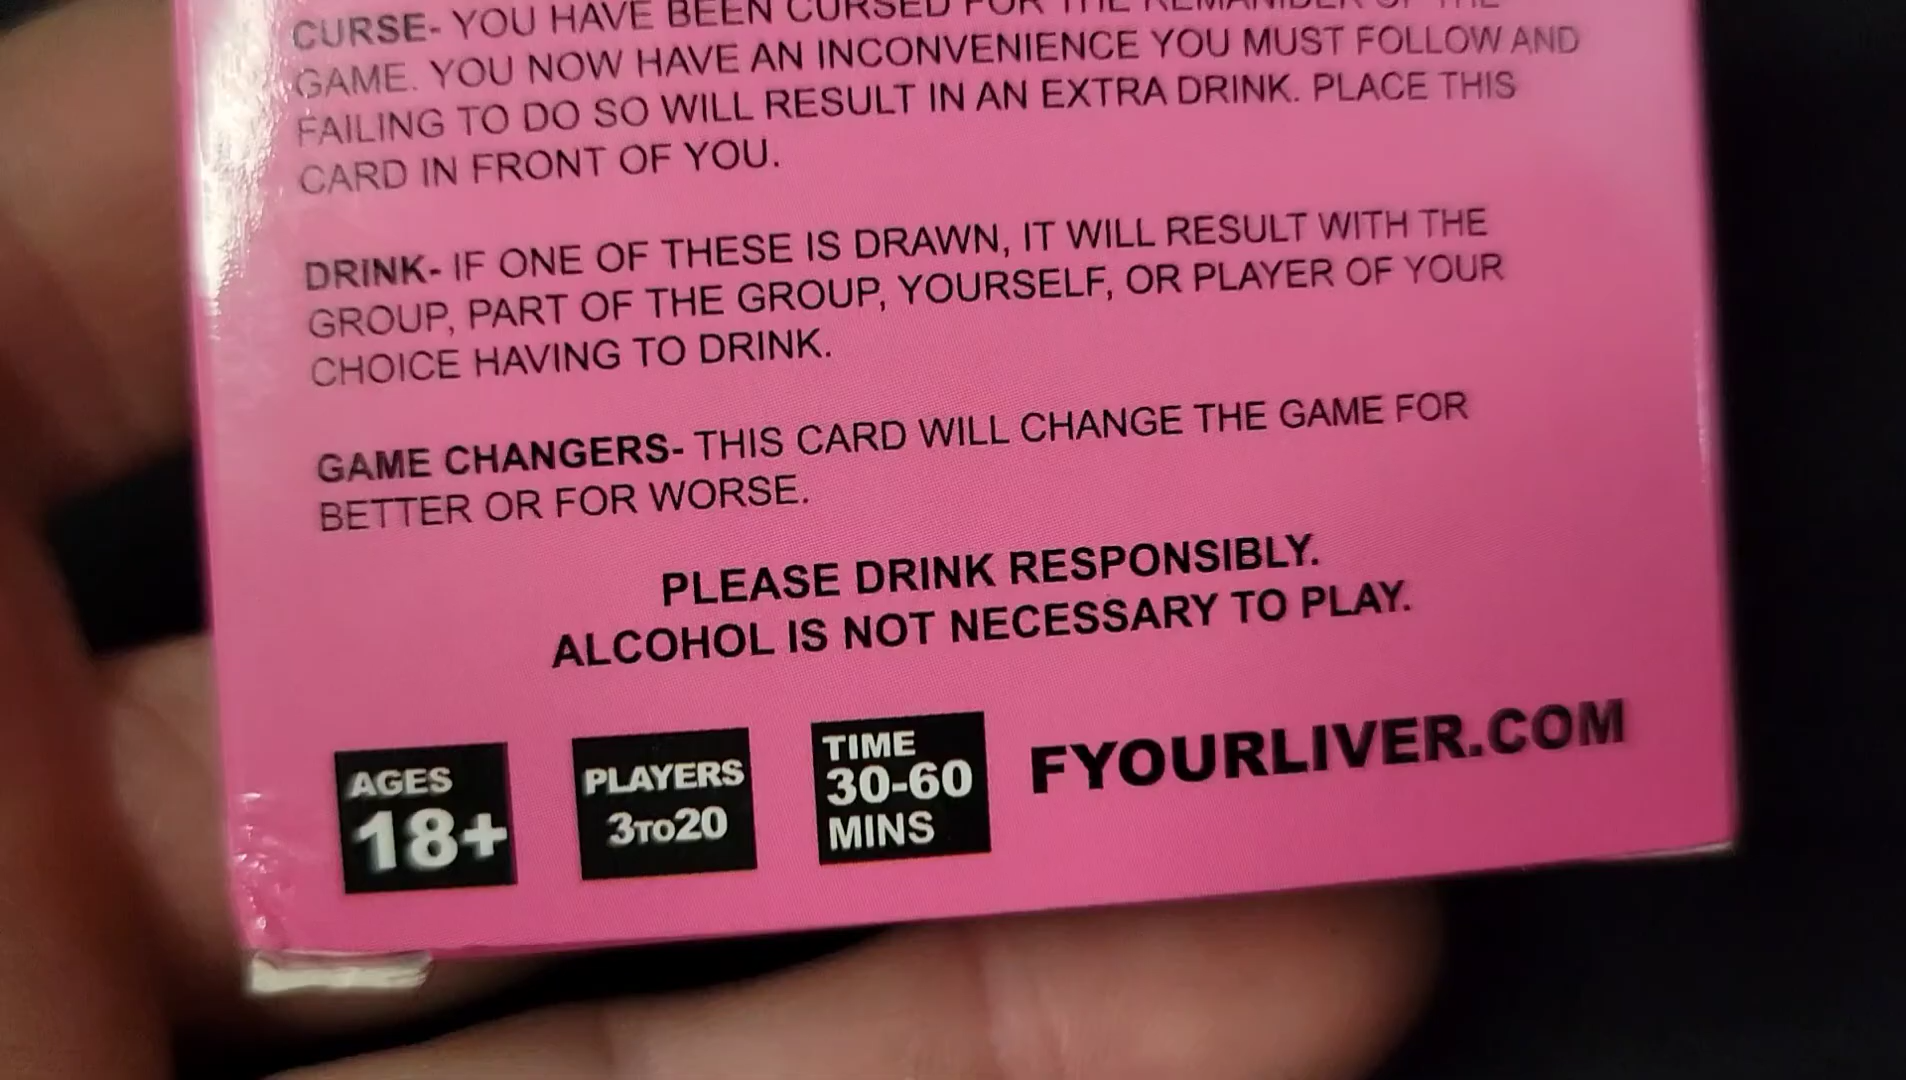 CURSE- YOU HAVE BEEN CURSED FOR THE REMANIDER OF THE
GAME. YOU NOW HAVE AN INCONVENIENCE YOU MUST FOLLOW AND
FAILING TO DO SO WILL RESULT IN AN EXTRA DRINK. PLACE THIS
CARD IN FRONT OF YOU.
DRINK- IF ONE OF THESE IS DRAWN, IT WILL RESULT WITH THE
GROUP, PART OF THE GROUP, YOURSELF, OR PLAYER OF YOUR
CHOICE HAVING TO DRINK.
GAME CHANGERS- THIS CARD WILL CHANGE THE GAME FOR
BETTER OR FOR WORSE.
PLEASE DRINK RESPONSIBLY.
ALCOHOL IS NOT NECESSARY TO PLAY.
AGES
18+
PLAYERS
3TO20
TIME
30-60
MINS
FYOURLIVER.COM